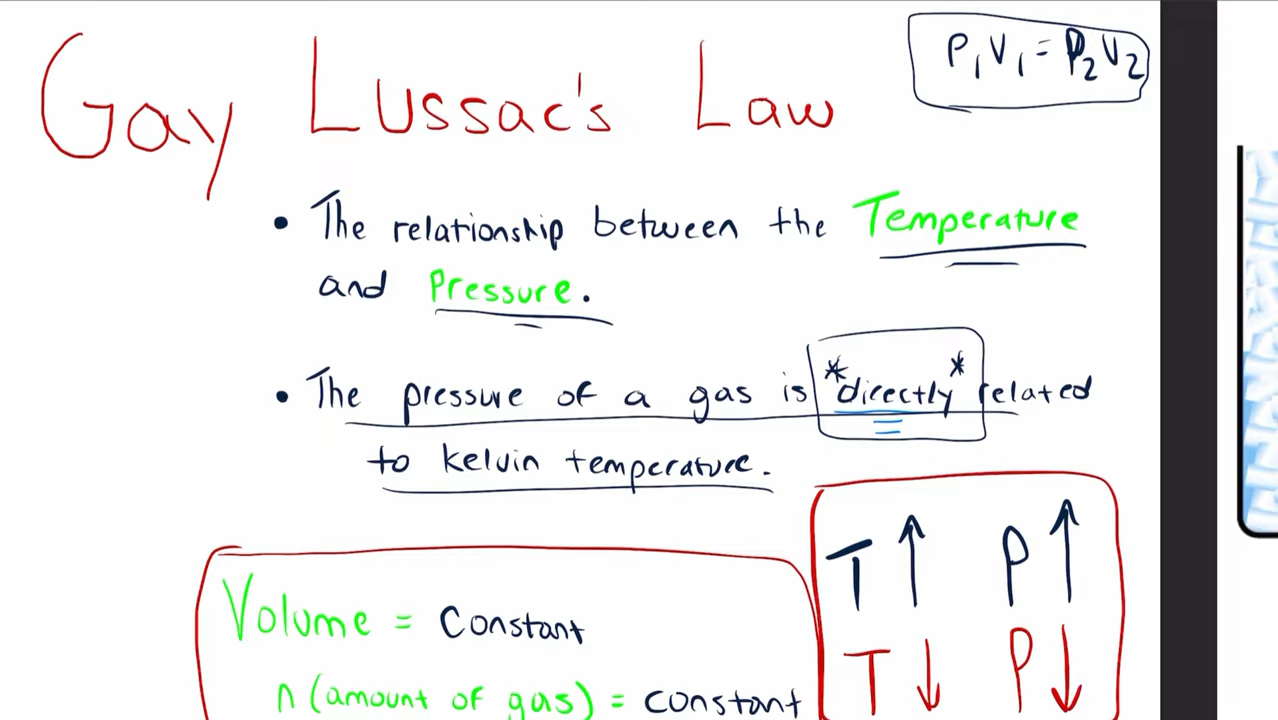 Gay Lussac's Law
P₁V₁ = P₂V₂
• The relationship between the Temperature
and Pressure.
• The pressure of a gas is *directly* related
to kelvin temperature.
T ↑ P ↑
T ↓ P ↓
Volume = constant
n (amount of gas) = constant